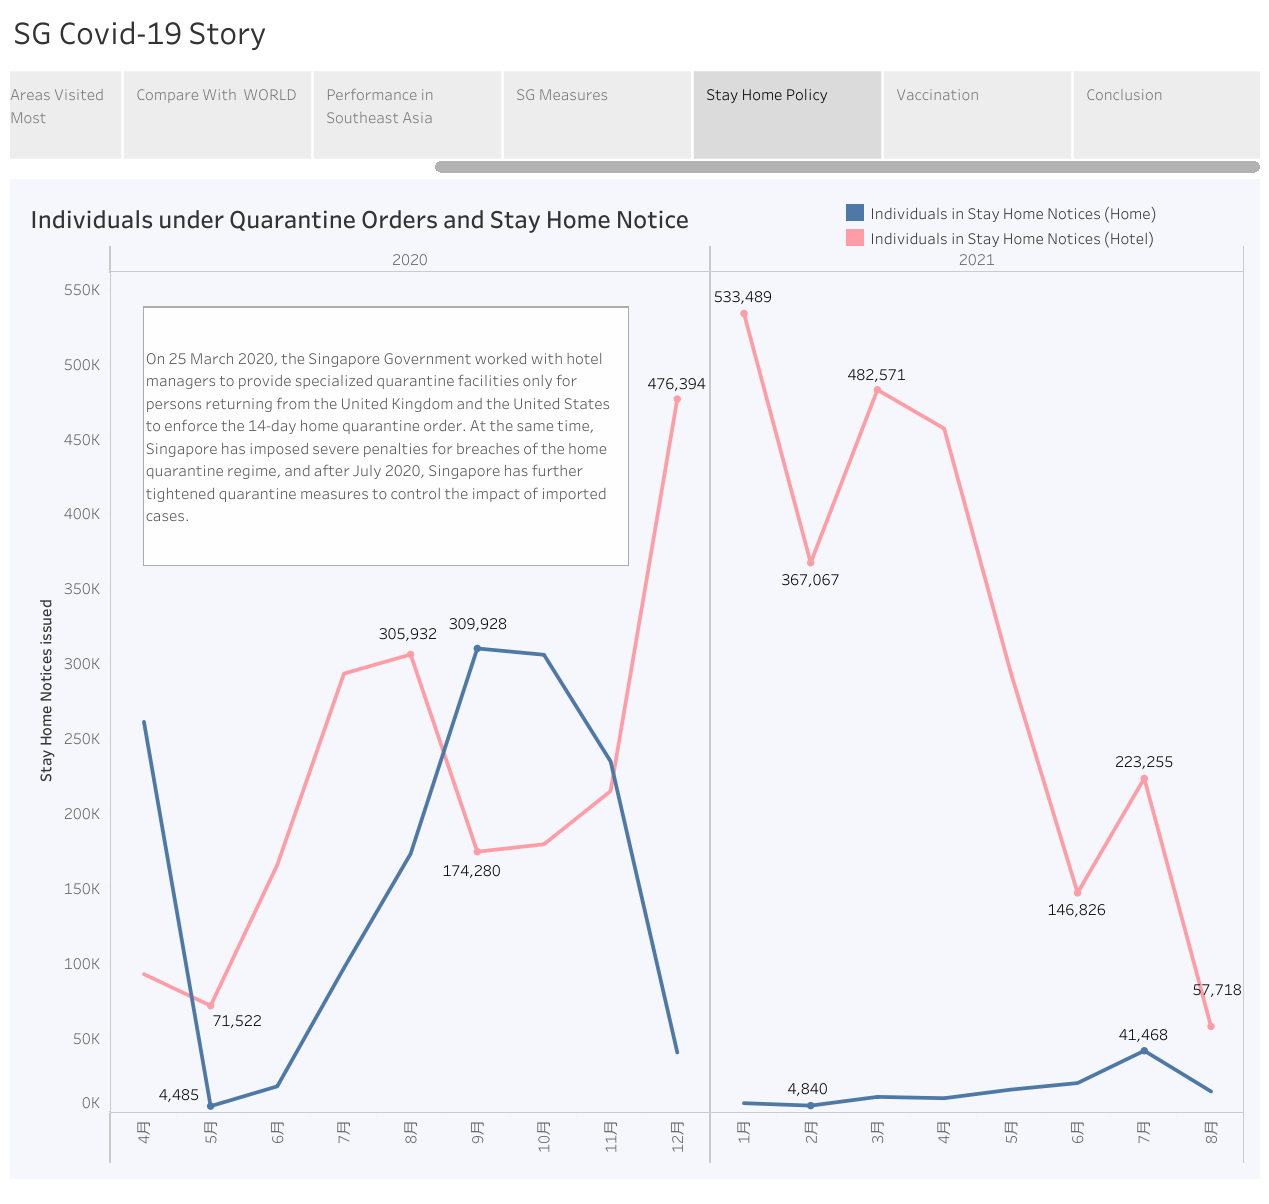 SG Covid-19 Story
Areas Visited
Most
Compare With WORLD
Performance in
Southeast Asia
SG Measures
Stay Home Policy
Vaccination
Conclusion
Individuals under Quarantine Orders and Stay Home Notice
Individuals in Stay Home Notices (Home)
Individuals in Stay Home Notices (Hotel)
2020
2021
550K
500K
450K
400K
350K
300K
250K
200K
150K
100K
50K
0K
Stay Home Notices issued
On 25 March 2020, the Singapore Government worked with hotel
managers to provide specialized quarantine facilities only for
persons returning from the United Kingdom and the United States
to enforce the 14-day home quarantine order. At the same time,
Singapore has imposed severe penalties for breaches of the home
quarantine regime, and after July 2020, Singapore has further
tightened quarantine measures to control the impact of imported
cases.
533,489
476,394
482,571
367,067
305,932
309,928
174,280
71,522
4,485
223,255
146,826
57,718
41,468
4,840
4月
5月
6月
7月
8月
9月
10月
11月
12月
1月
2月
3月
4月
5月
6月
7月
8月